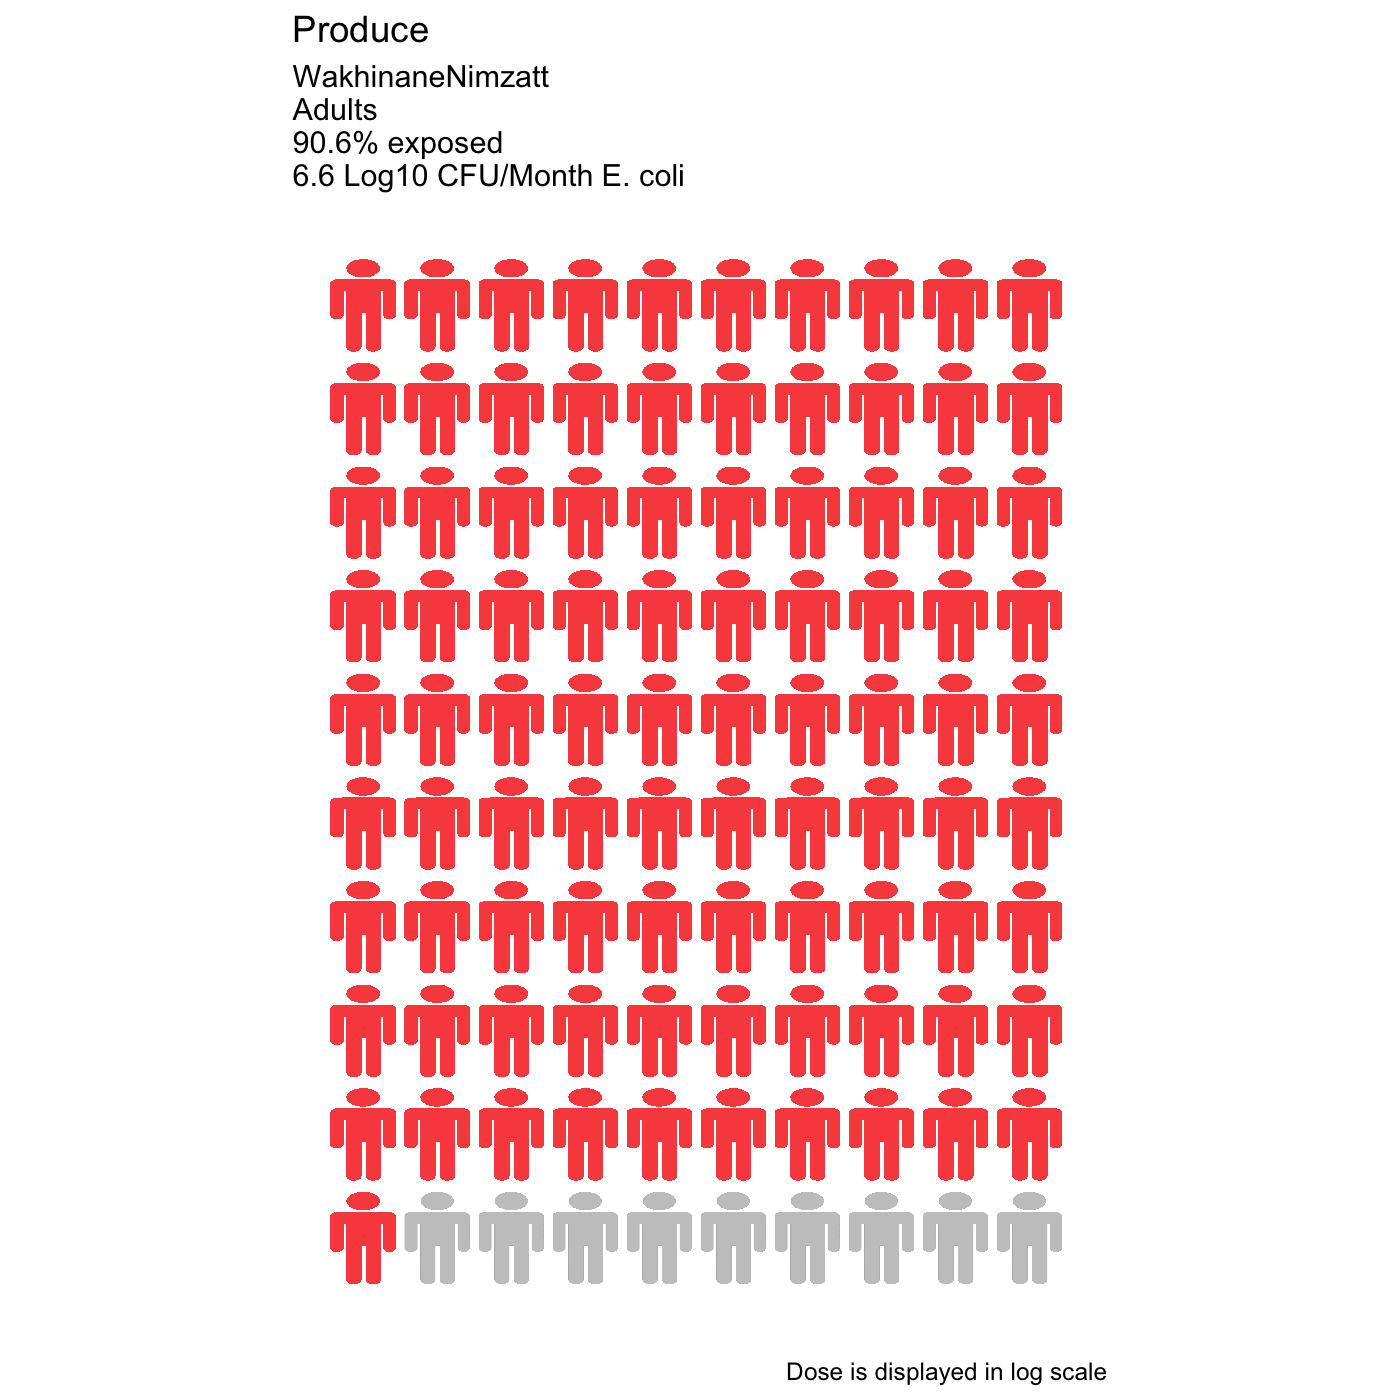 Produce
WakhinaneNimzatt
Adults
90.6% exposed
6.6 Log10 CFU/Month E. coli
Dose is displayed in log scale